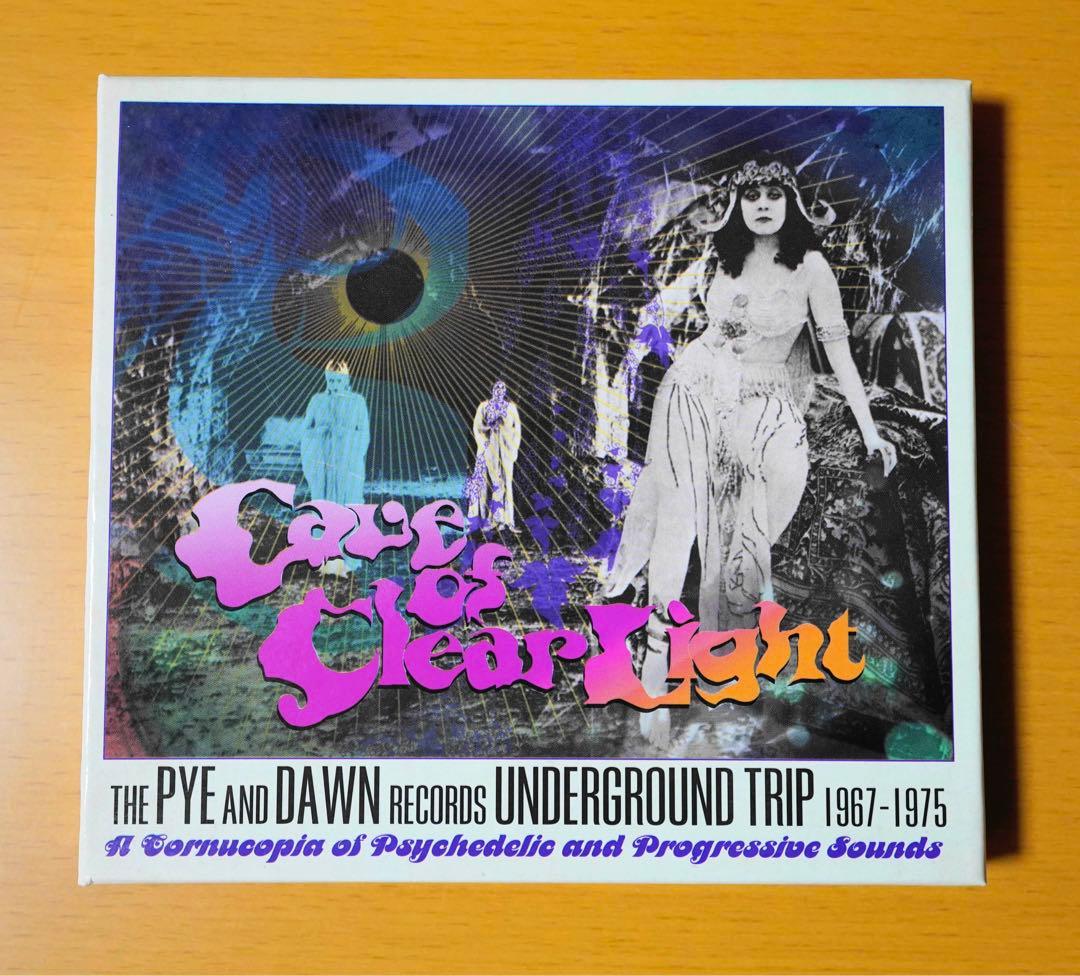 Cave
of
Clear Light
THE PYE AND DAWN RECORDS UNDERGROUND TRIP 1967-1975
A Cornucopia of Psychedelic and Progressive Sounds